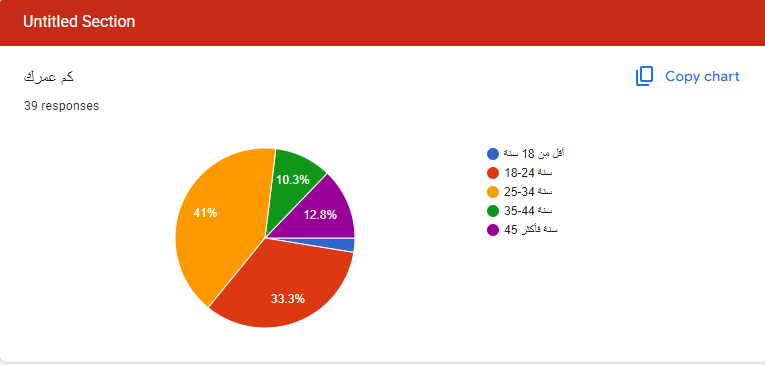 Untitled Section
كم عمرك
Copy chart
39 responses
10.3%
12.8%
41%
33.3%
أقل من 18 سنة
18-24 سنة
25-34 سنة
35-44 سنة
45 سنة فأكثر